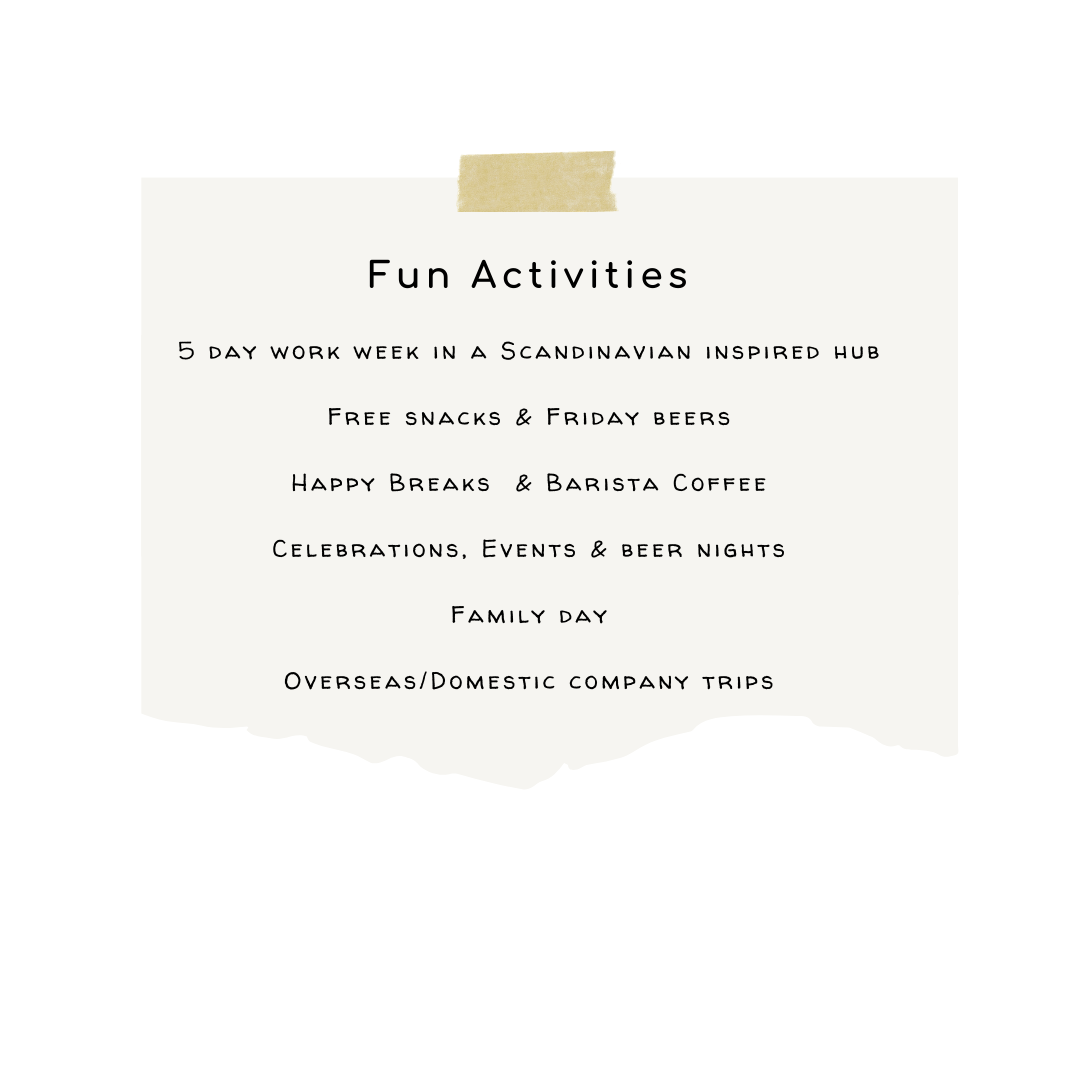 Fun Activities
5 day work week in a Scandinavian inspired hub
Free snacks & Friday beers
Happy Breaks & Barista Coffee
Celebrations, Events & beer nights
Family day
Overseas/Domestic company trips